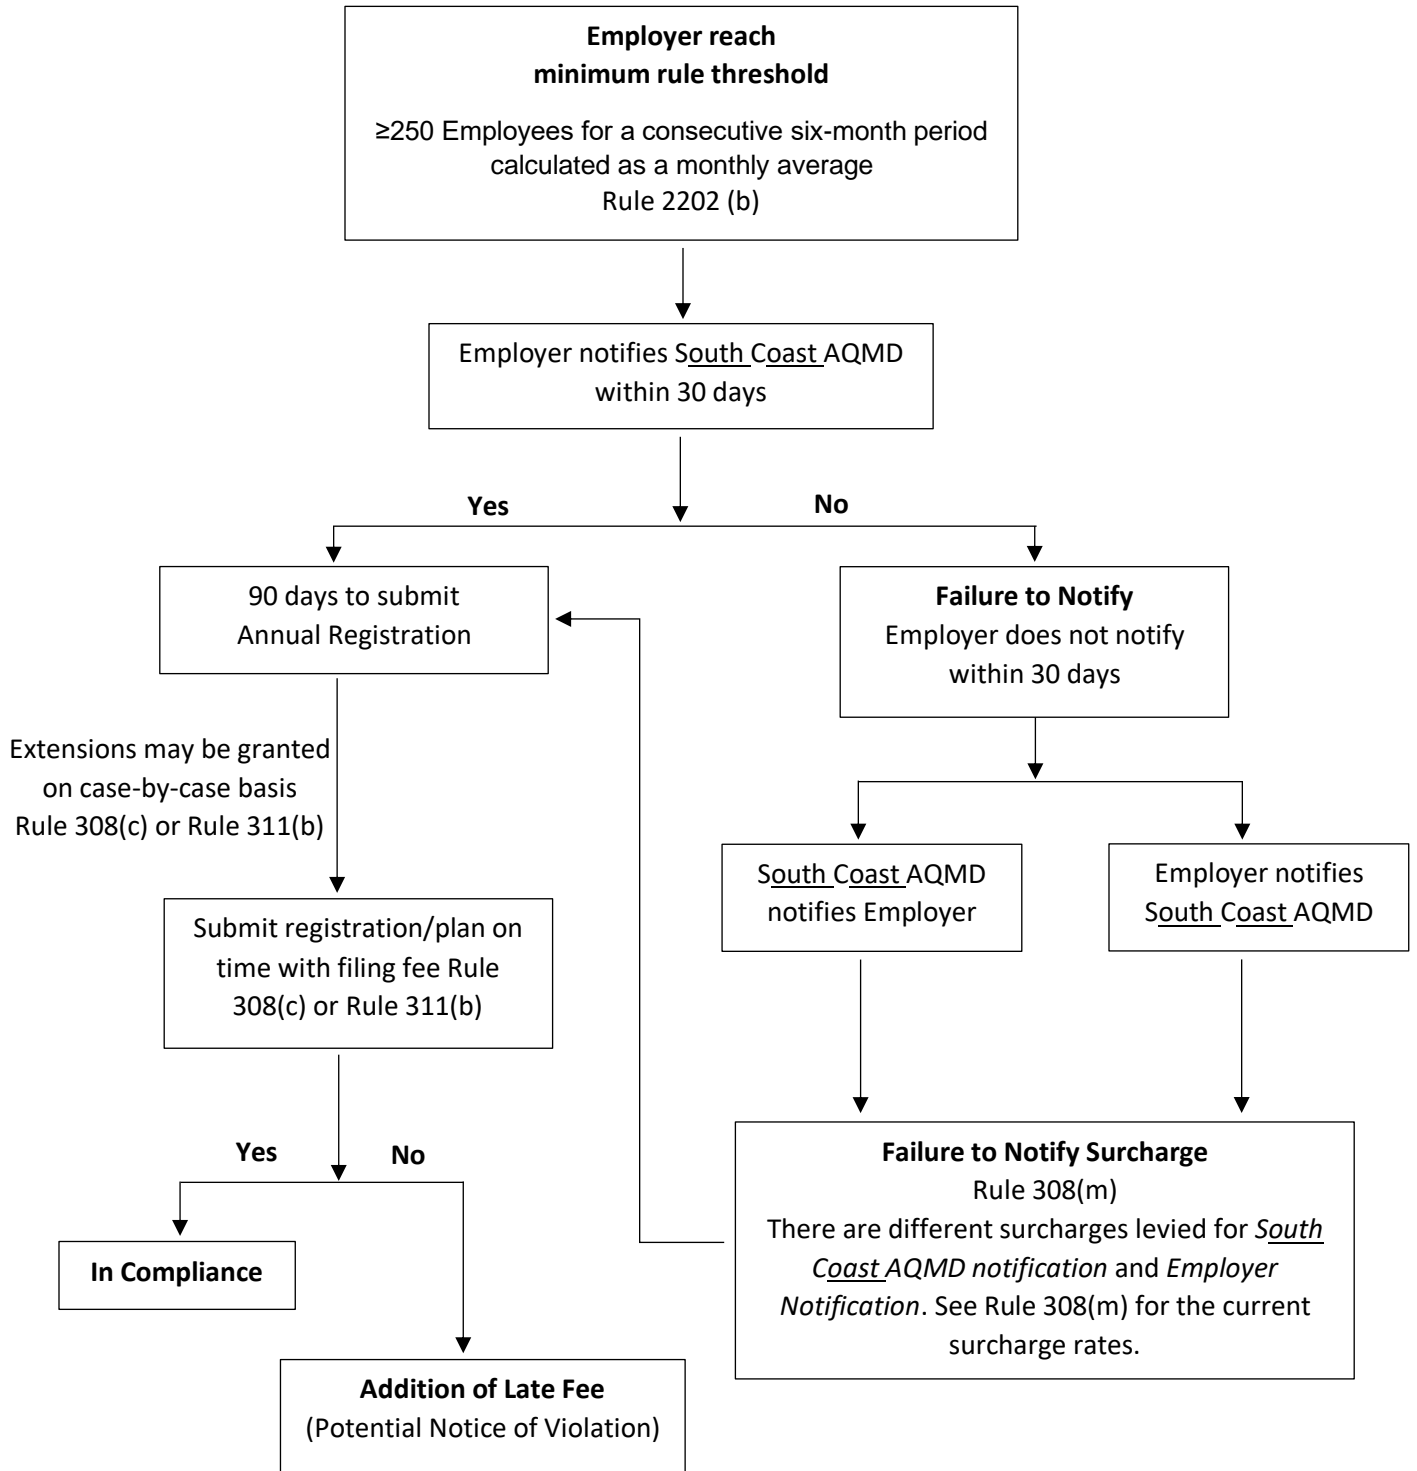 Employer reach
minimum rule threshold
≥250 Employees for a consecutive six-month period
calculated as a monthly average
Rule 2202 (b)
Employer notifies South Coast AQMD
within 30 days
Yes
No
90 days to submit
Annual Registration
Failure to Notify
Employer does not notify
within 30 days
Extensions may be granted
on case-by-case basis
Rule 308(c) or Rule 311(b)
South Coast AQMD
notifies Employer
Employer notifies
South Coast AQMD
Submit registration/plan on
time with filing fee Rule
308(c) or Rule 311(b)
Yes
No
Failure to Notify Surcharge
Rule 308(m)
There are different surcharges levied for South
Coast AQMD notification and Employer
Notification. See Rule 308(m) for the current
surcharge rates.
In Compliance
Addition of Late Fee
(Potential Notice of Violation)